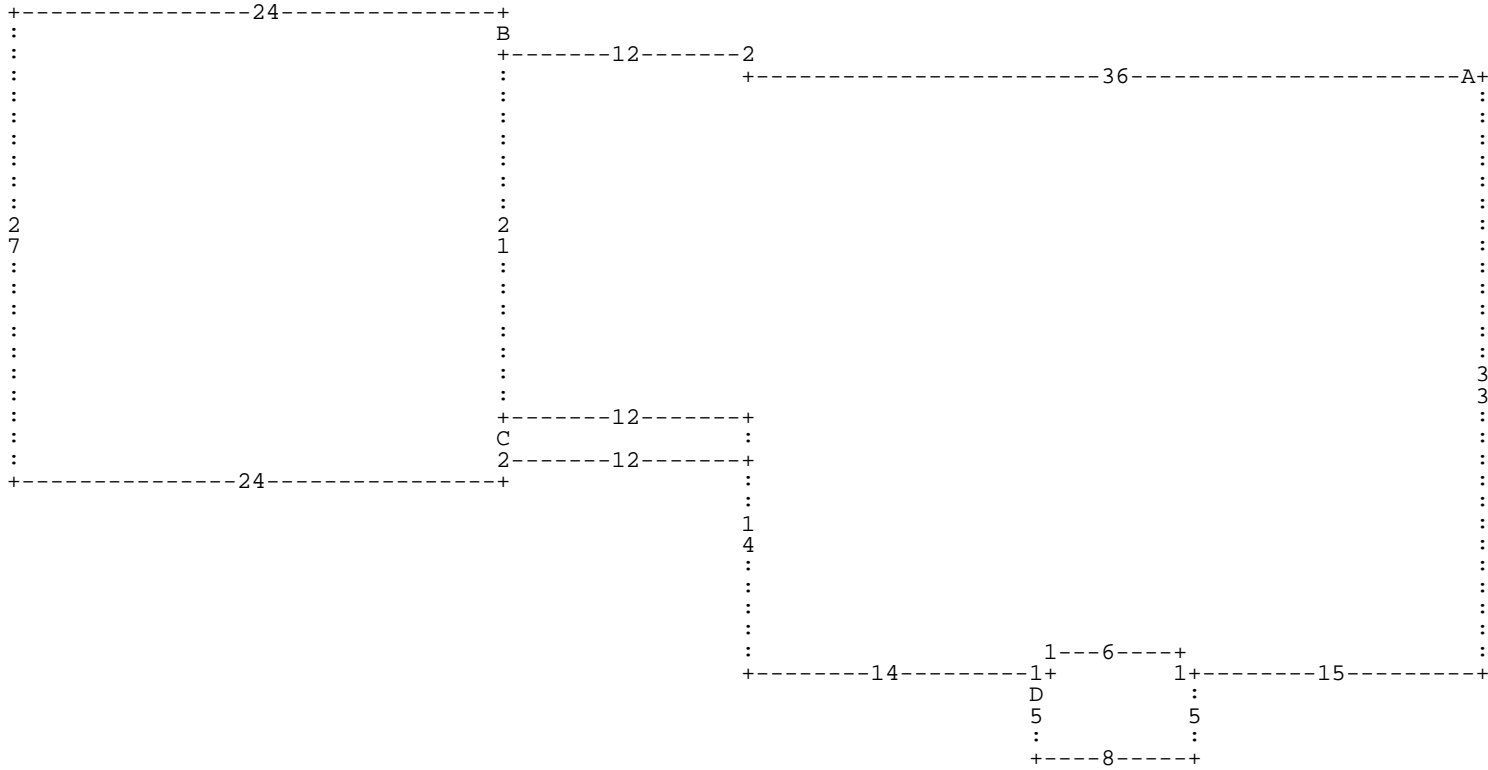 +---------------24---------------+
:                                B
:                                +-------12-------2
:                                :                +-----------------------36----------------------A+
:                                :                                                                 :
:                                :                                                                 :
:                                :                                                                 :
:                                :                                                                 :
:                                :                                                                 :
:                                :                                                                 :
2                                2                                                                 :
7                                1                                                                 :
:                                :                                                                 :
:                                :                                                                 :
:                                :                                                                 :
:                                :                                                                 :
:                                :                                                                 :
:                                :                                                                 3
:                                :                                                                 3
:                                +-------12-------+                                                :
:                                C                :                                                :
:                                2-------12-------+                                                :
+---------------24---------------+                :                                                :
                                                  :                                                :
                                                  1                                                :
                                                  4                                                :
                                                  :                                                :
                                                  :                                                :
                                                  :                                                :
                                                  :                                                :
                                                  :                   1---6----+                   :
                                                  +--------14---------1+       1+--------15---------+
                                                                     D          :
                                                                     5          5
                                                                     :          :
                                                                     +----8-----+